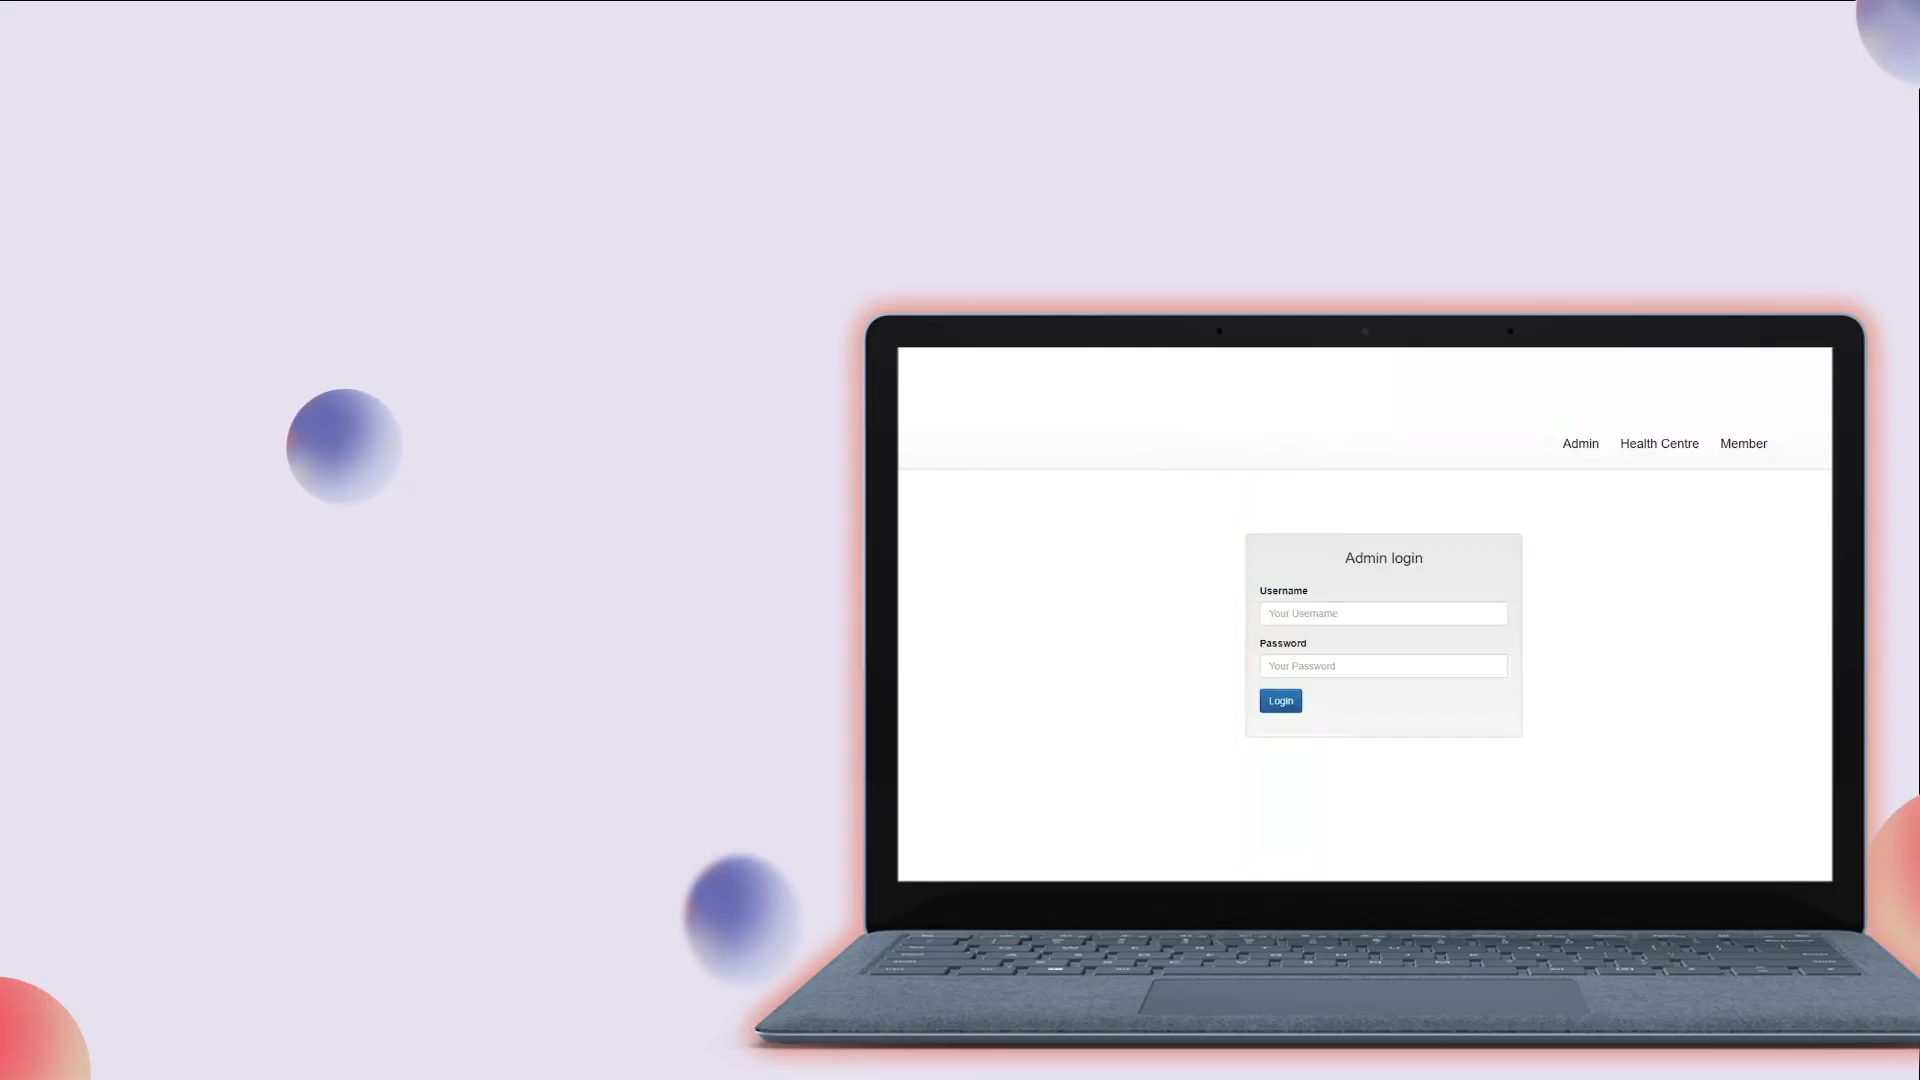 Admin Health Centre Member
Admin login
Username
Your Username
Password
Your Password
Login